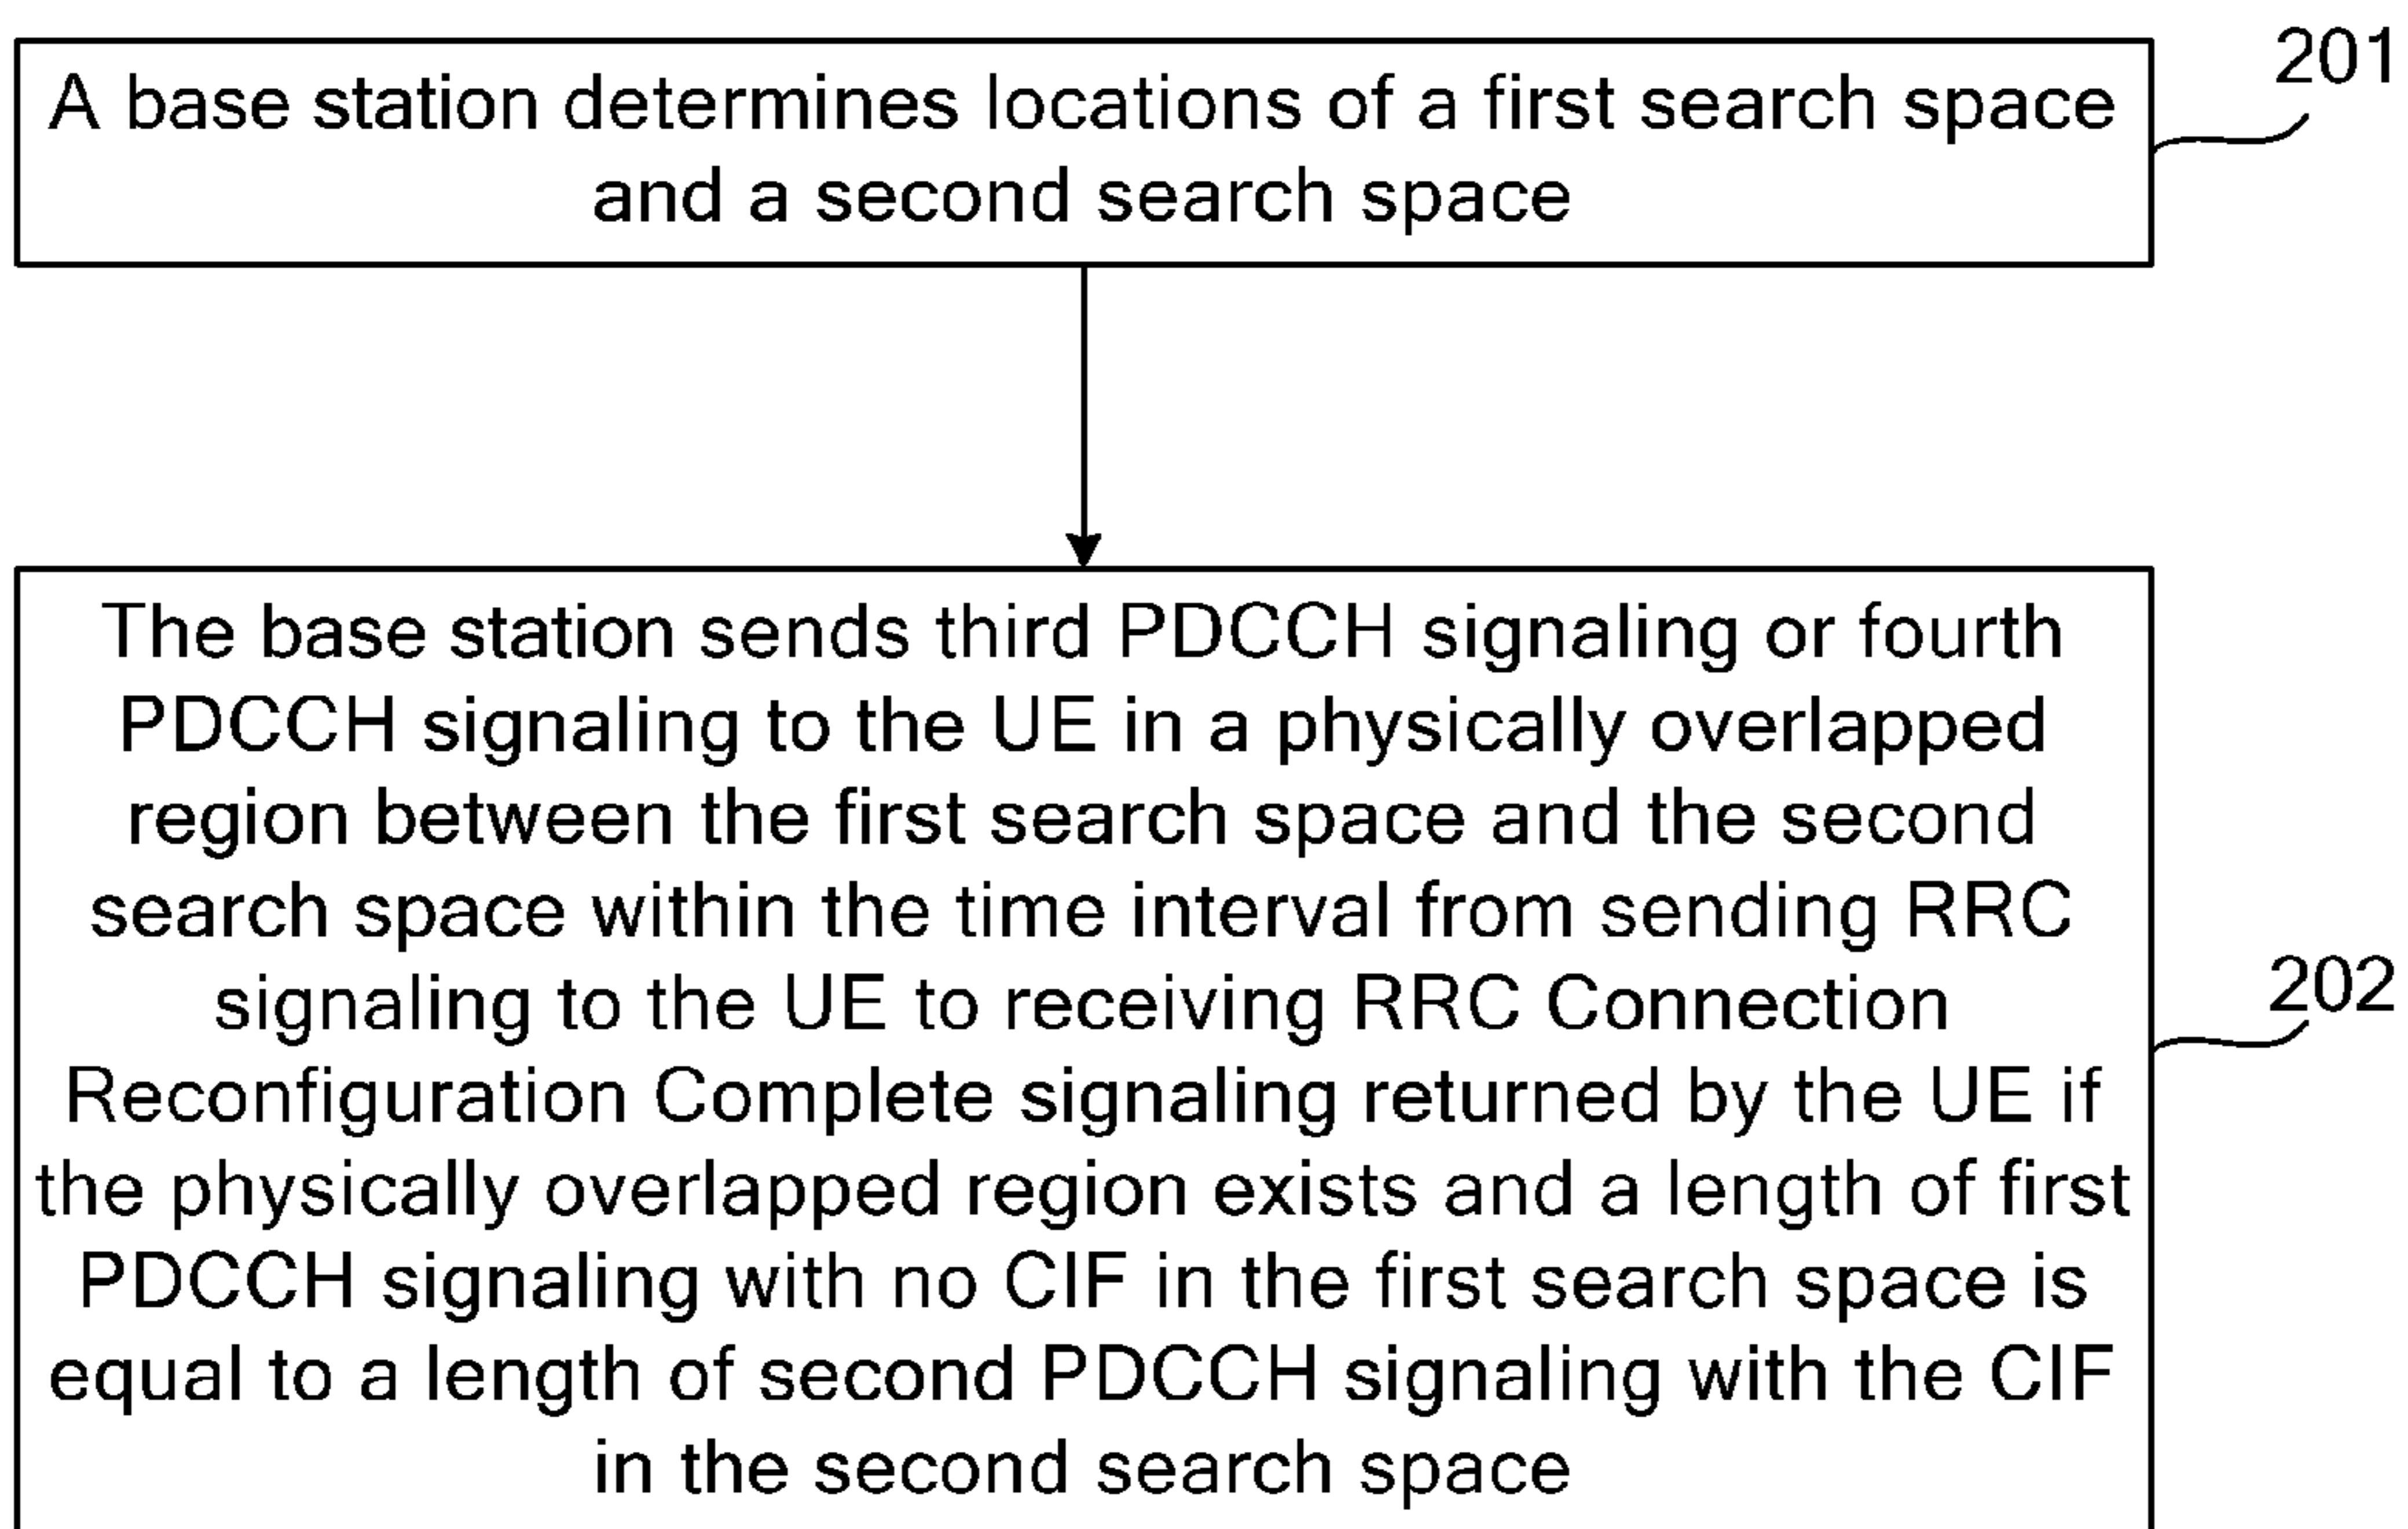 201
A base station determines locations of a first search space
and a second search space
The base station sends third PDCCH signaling or fourth
PDCCH signaling to the UE in a physically overlapped
region between the first search space and the second
search space within the time interval from sending RRC
signaling to the UE to receiving RRC Connection
202
Reconfiguration Complete signaling returned by the UE if
the physically overlapped region exists and a length of first
PDCCH signaling with no CIF in the first search space is
equal to a length of second PDCCH signaling with the CIF
in the second search space